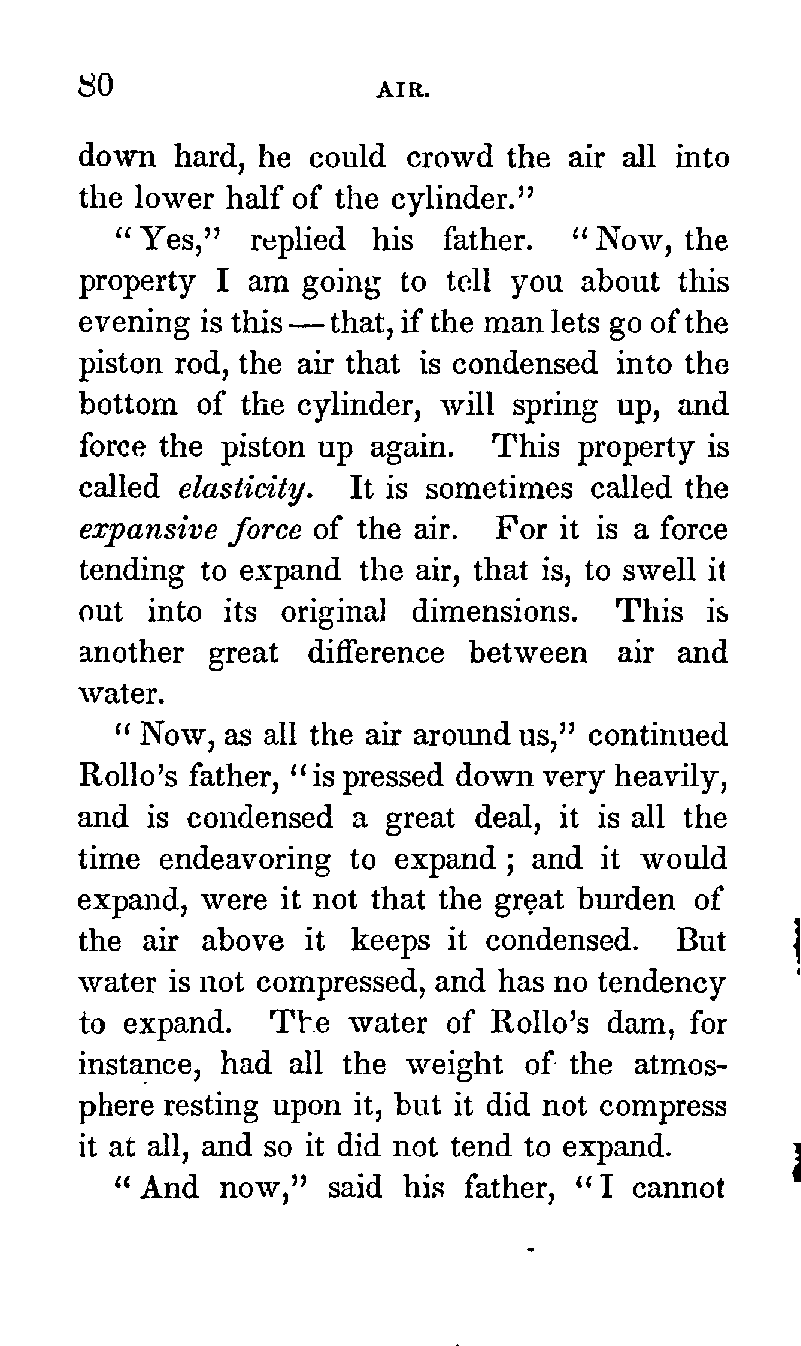 80 AIR.
down hard, he could crowd the air all into
the lower half of the cylinder."
"Yes," replied his father. "Now, the
property I am going to tell you about this
evening is this—that, if the man lets go of the
piston rod, the air that is condensed into the
bottom of the cylinder, will spring up, and
force the piston up again. This property is
called elasticity. It is sometimes called the
expansive force of the air. For it is a force
tending to expand the air, that is, to swell it
out into its original dimensions. This is
another great difference between air and
water.
"Now, as all the air around us," continued
Rollo's father, "is pressed down very heavily,
and is condensed a great deal, it is all the
time endeavoring to expand; and it would
expand, were it not that the great burden of
the air above it keeps it condensed. But
water is not compressed, and has no tendency
to expand. The water of Rollo's dam, for
instance, had all the weight of the atmos-
phere resting upon it, but it did not compress
it at all, and so it did not tend to expand.
"And now," said his father, "I cannot